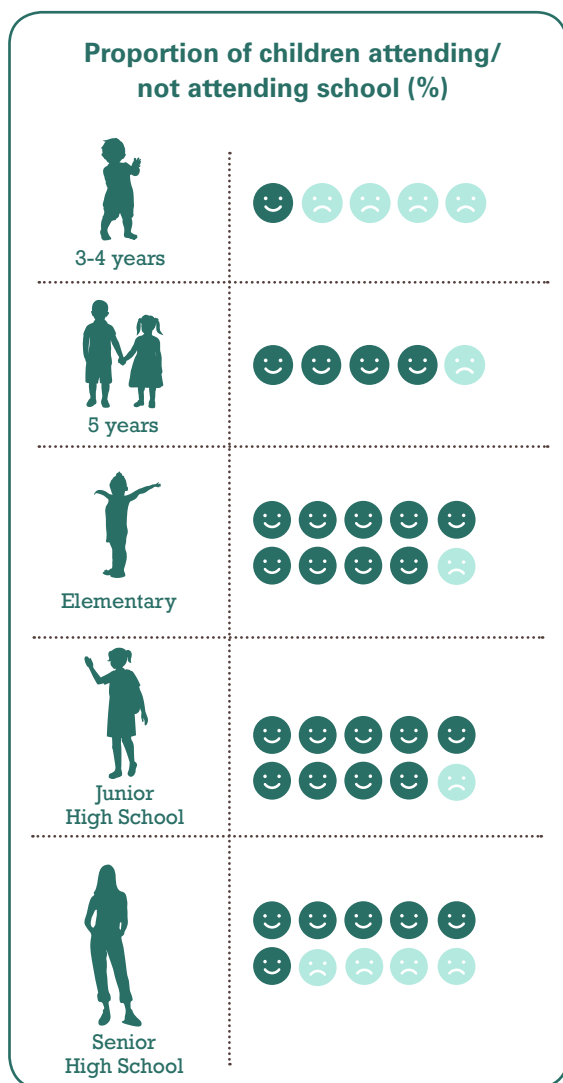 Proportion of children attending/
not attending school (%)
3-4 years
5 years
Elementary
Junior
High School
Senior
High School